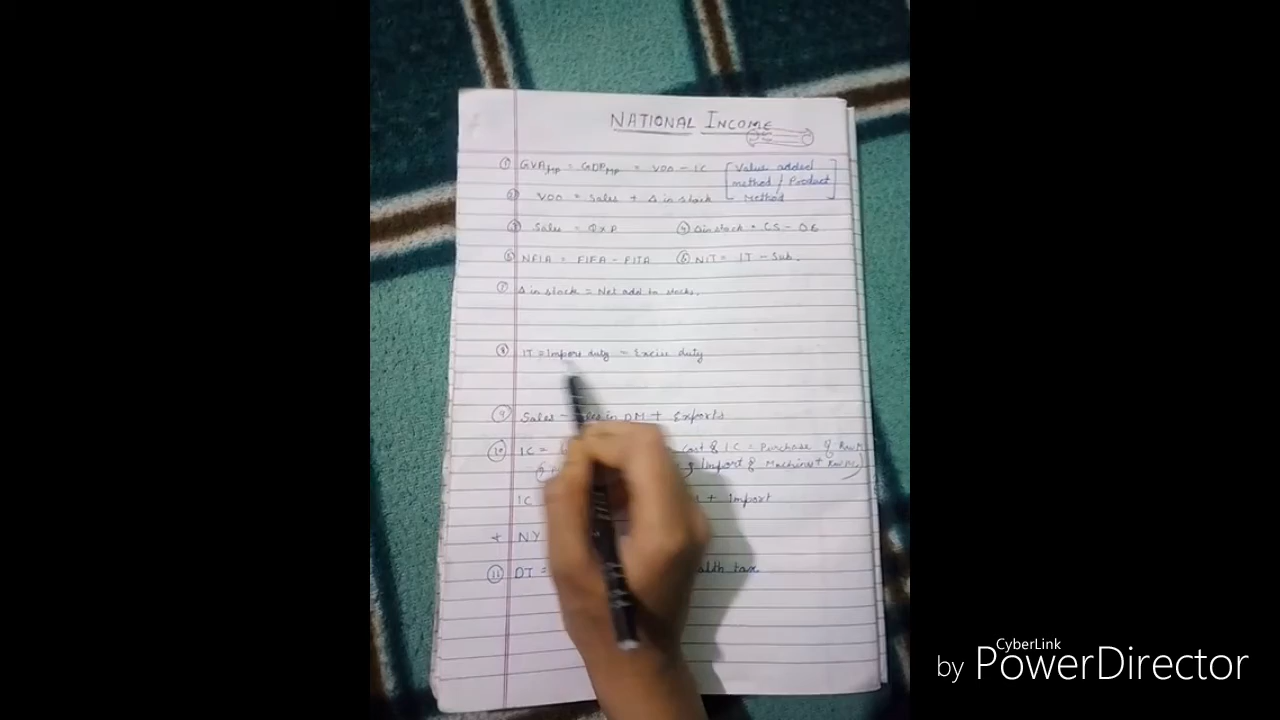 NATIONAL INCOME
① GVAMP = GDPMP = VOO - IC [Value added
method / Product
Method]
② VOO = Sales + Δ in stock
③ Sales = Q x P ④ Δ in stock = CS - OS
⑤ NFIA = FIFA - FITA ⑥ NIT = IT - Sub.
⑦ Δ in stock = Net add to stocks.
⑧ IT = Import duty - Excise duty
⑨ Sales - Sales in DM + Exports
⑩ IC = Cost of IC = Purchase of Raw M
Import of Machines +
IC + Import
+ NY
⑪ DT = tax
CyberLink
by PowerDirector